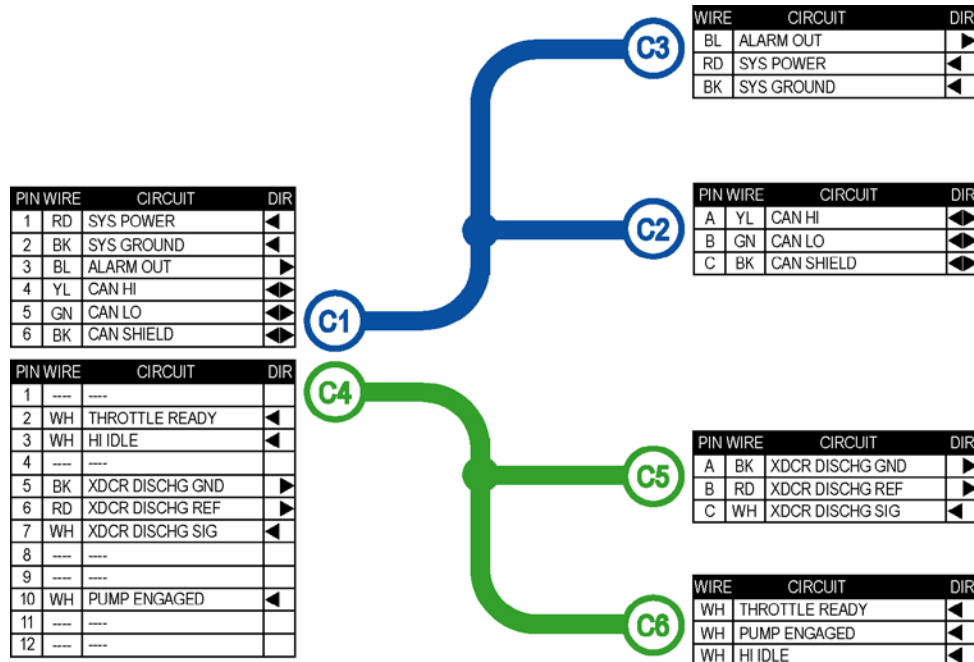 WIRE CIRCUIT DIR
BL ALARM OUT ▶
RD SYS POWER ◀
BK SYS GROUND ◀
C3
PIN WIRE CIRCUIT DIR
1 RD SYS POWER ◀
2 BK SYS GROUND ◀
3 BL ALARM OUT ▶
4 YL CAN HI ◀▶
5 GN CAN LO ◀▶
6 BK CAN SHIELD ◀▶
C1
C2
PIN WIRE CIRCUIT DIR
A YL CAN HI ◀▶
B GN CAN LO ◀▶
C BK CAN SHIELD ◀▶
PIN WIRE CIRCUIT DIR
1 ---- ----
2 WH THROTTLE READY ◀
3 WH HI IDLE ◀
4 ---- ----
5 BK XDCR DISCHG GND ▶
6 RD XDCR DISCHG REF ▶
7 WH XDCR DISCHG SIG ◀
8 ---- ----
9 ---- ----
10 WH PUMP ENGAGED ◀
11 ---- ----
12 ---- ----
C4
C5
PIN WIRE CIRCUIT DIR
A BK XDCR DISCHG GND ▶
B RD XDCR DISCHG REF ▶
C WH XDCR DISCHG SIG ◀
C6
WIRE CIRCUIT DIR
WH THROTTLE READY ◀
WH PUMP ENGAGED ◀
WH HI IDLE ◀